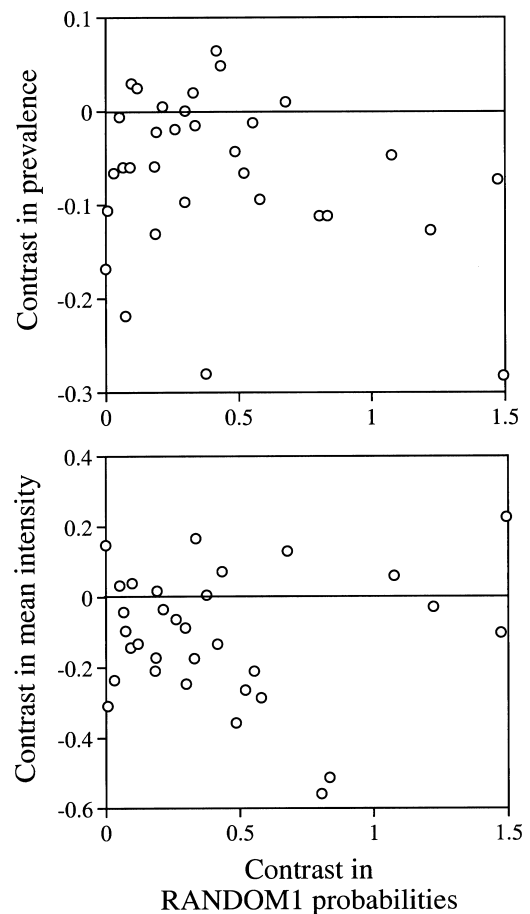 0.1
0
-0.1
-0.2
-0.3
Contrast in prevalence
0 0.5 1 1.5
0.4
0.2
0
-0.2
-0.4
-0.6
Contrast in mean intensity
0 0.5 1 1.5
Contrast in
RANDOM1 probabilities